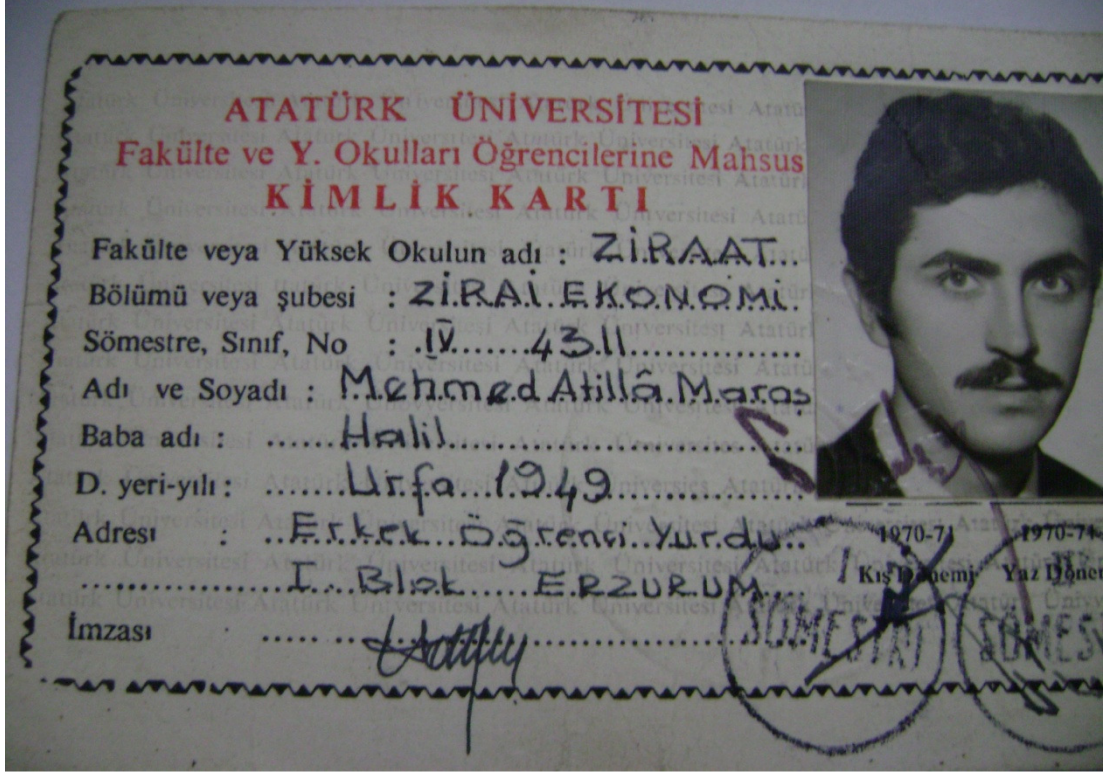 ATATÜRK ÜNİVERSİTESİ
Fakülte ve Y. Okulları Öğrencilerine Mahsus
KİMLİK KARTI
Fakülte veya Yüksek Okulun adı : ZİRAAT...
Bölümü veya şubesi : ZİRAİ EKONOMİ.
Sömestre, Sınıf, No : .IV.......4311................
Adı ve Soyadı : Mehmed Atillâ Maraş
Baba adı : ......Halil................................
D. yeri-yılı : .......Urfa...1949....................
Adresi : ..Erkek Öğrenci Yurdu..
I. Blok ERZURUM
1970-71 1970-71
Kış Dönemi Yaz Dönem
İmzası :
SÖMESTRİ SÖMES